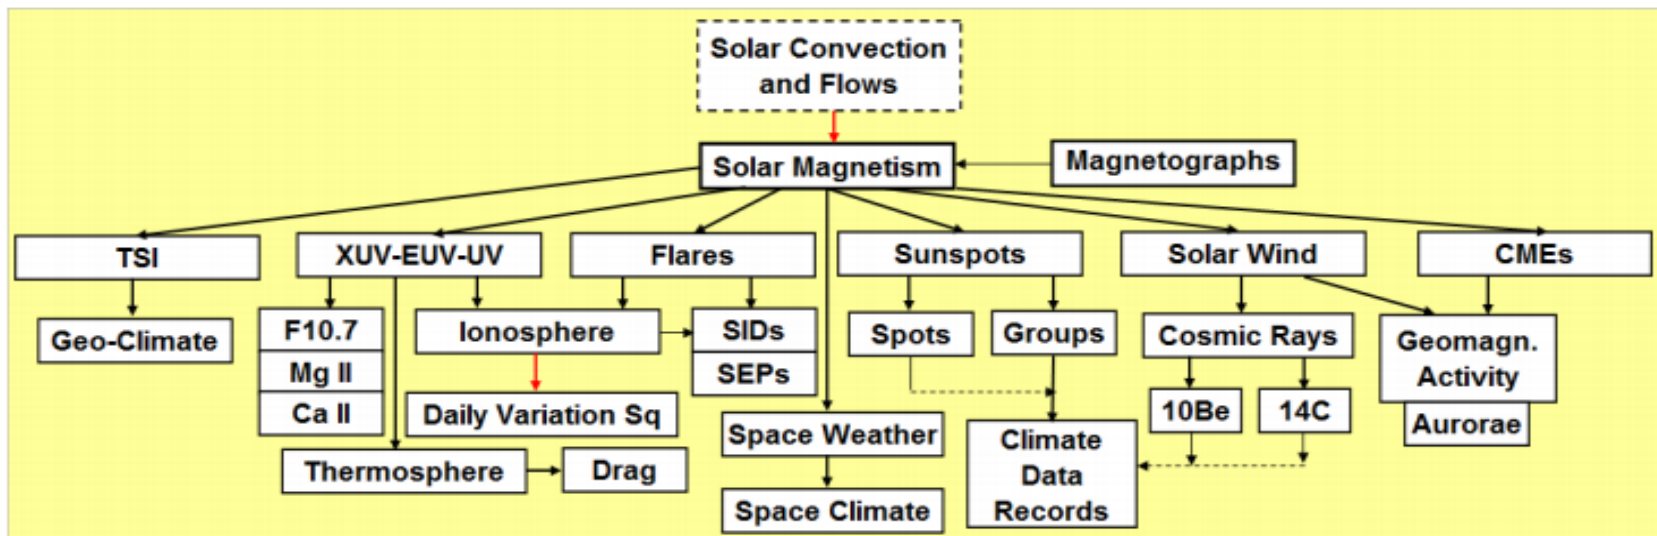 Solar Convection
and Flows
Solar Magnetism
Magnetographs
TSI
XUV-EUV-UV
Flares
Sunspots
Solar Wind
CMEs
Geo-Climate
F10.7
Mg II
Ca II
Ionosphere
SIDs
SEPs
Spots
Groups
Cosmic Rays
Geomagn.
Activity
Aurorae
Daily Variation Sq
10Be
14C
Thermosphere
Drag
Space Weather
Space Climate
Climate
Data
Records